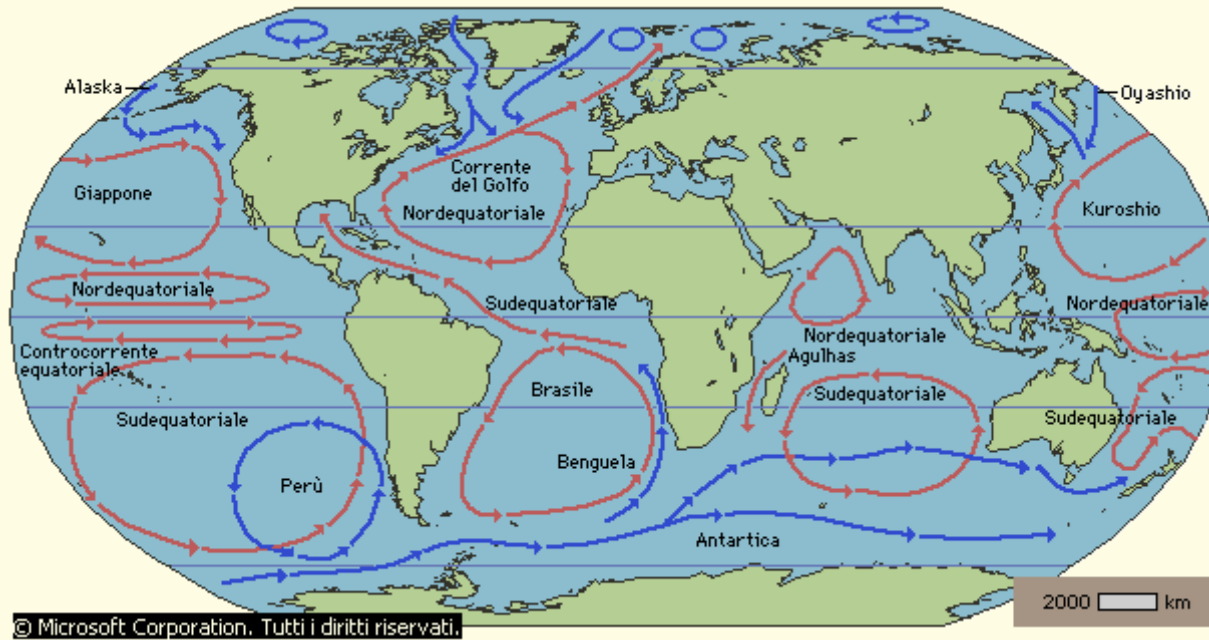 Alaska
Oyashio
Corrente
del Golfo
Giappone
Nordequatoriale
Kuroshio
Nordequatoriale
Sudequatoriale
Nordequatoriale
Nordequatoriale
Controcorrente
equatoriale
Agulhas
Brasile
Sudequatoriale
Sudequatoriale
Sudequatoriale
Benguela
Perù
Antartica
2000 km
© Microsoft Corporation. Tutti i diritti riservati.